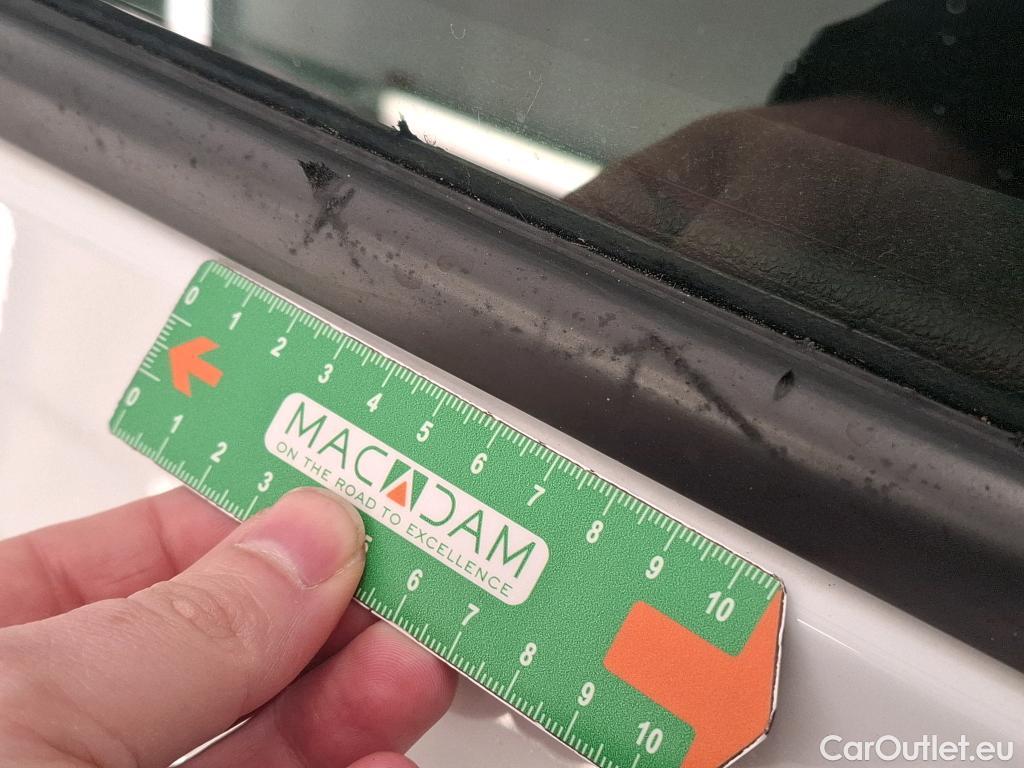 0 1 2 3 4 5 6 7 8 9 10
MACADAM
ON THE ROAD TO EXCELLENCE
0 1 2 3 5 6 7 8 9 10
CarOutlet.eu